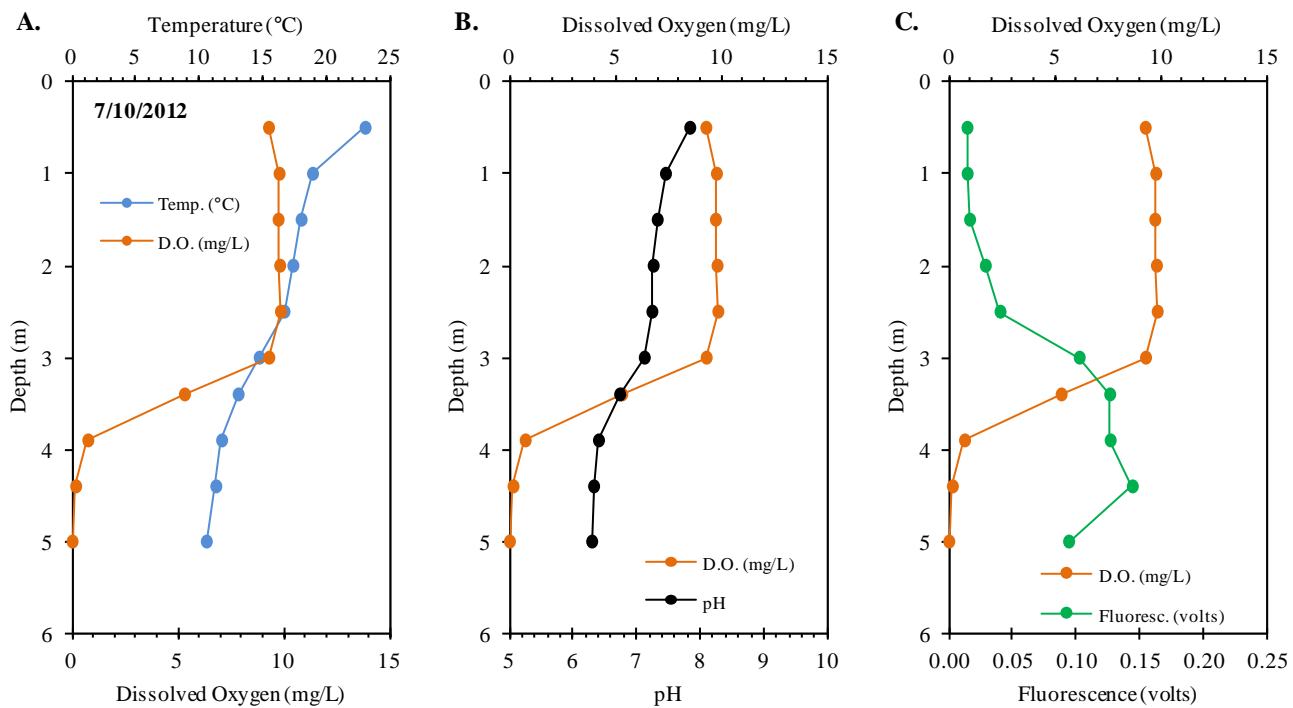 A.
Temperature (°C)
0 5 10 15 20 25
0
1
2
3
4
5
6
Depth (m)
7/10/2012
Temp. (°C)
D.O. (mg/L)
0 5 10 15
Dissolved Oxygen (mg/L)
B.
Dissolved Oxygen (mg/L)
0 5 10 15
0
1
2
3
4
5
6
Depth (m)
D.O. (mg/L)
pH
5 6 7 8 9 10
pH
C.
Dissolved Oxygen (mg/L)
0 5 10 15
0
1
2
3
4
5
6
Depth (m)
D.O. (mg/L)
Fluoresc. (volts)
0.00 0.05 0.10 0.15 0.20 0.25
Fluorescence (volts)